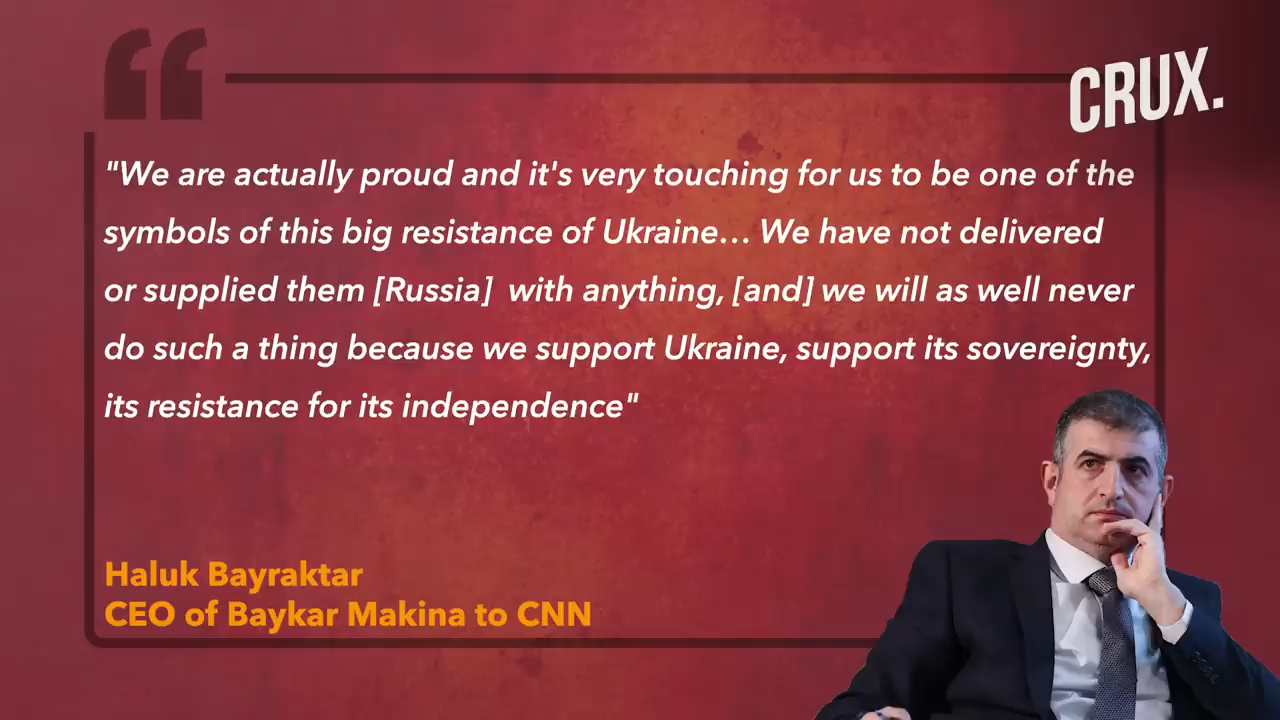 CRUX.
"We are actually proud and it's very touching for us to be one of the
symbols of this big resistance of Ukraine... We have not delivered
or supplied them [Russia]  with anything, [and] we will as well never
do such a thing because we support Ukraine, support its sovereignty,
its resistance for its independence"
Haluk Bayraktar
CEO of Baykar Makina to CNN